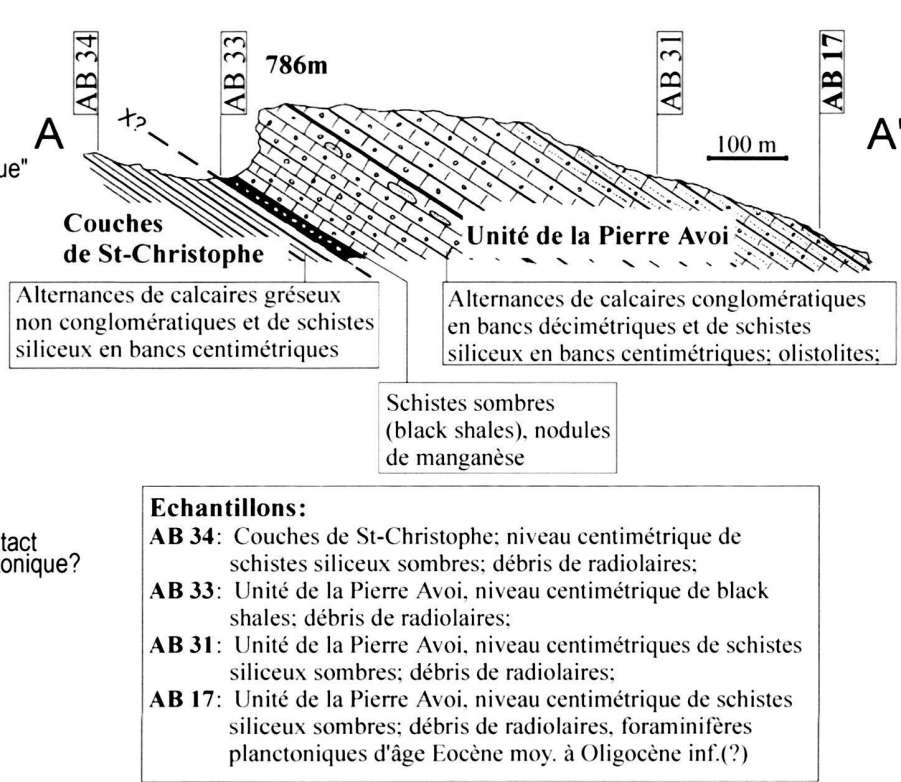 AB 34
AB 33
786m
AB 31
AB 17
X?
A
A'
100 m
ue"
Couches
de St-Christophe
Unité de la Pierre Avoi
Alternances de calcaires gréseux
non conglomératiques et de schistes
siliceux en bancs centimétriques
Alternances de calcaires conglomératiques
en bancs décimétriques et de schistes
siliceux en bancs centimétriques; olistolites;
Schistes sombres
(black shales), nodules
de manganèse
tact
onique?
Echantillons:
AB 34: Couches de St-Christophe; niveau centimétrique de
schistes siliceux sombres; débris de radiolaires;
AB 33: Unité de la Pierre Avoi, niveau centimétrique de black
shales; débris de radiolaires;
AB 31: Unité de la Pierre Avoi, niveau centimétriques de schistes
siliceux sombres; débris de radiolaires;
AB 17: Unité de la Pierre Avoi, niveau centimétrique de schistes
siliceux sombres; débris de radiolaires, foraminifères
planctoniques d'âge Eocène moy. à Oligocène inf.(?)